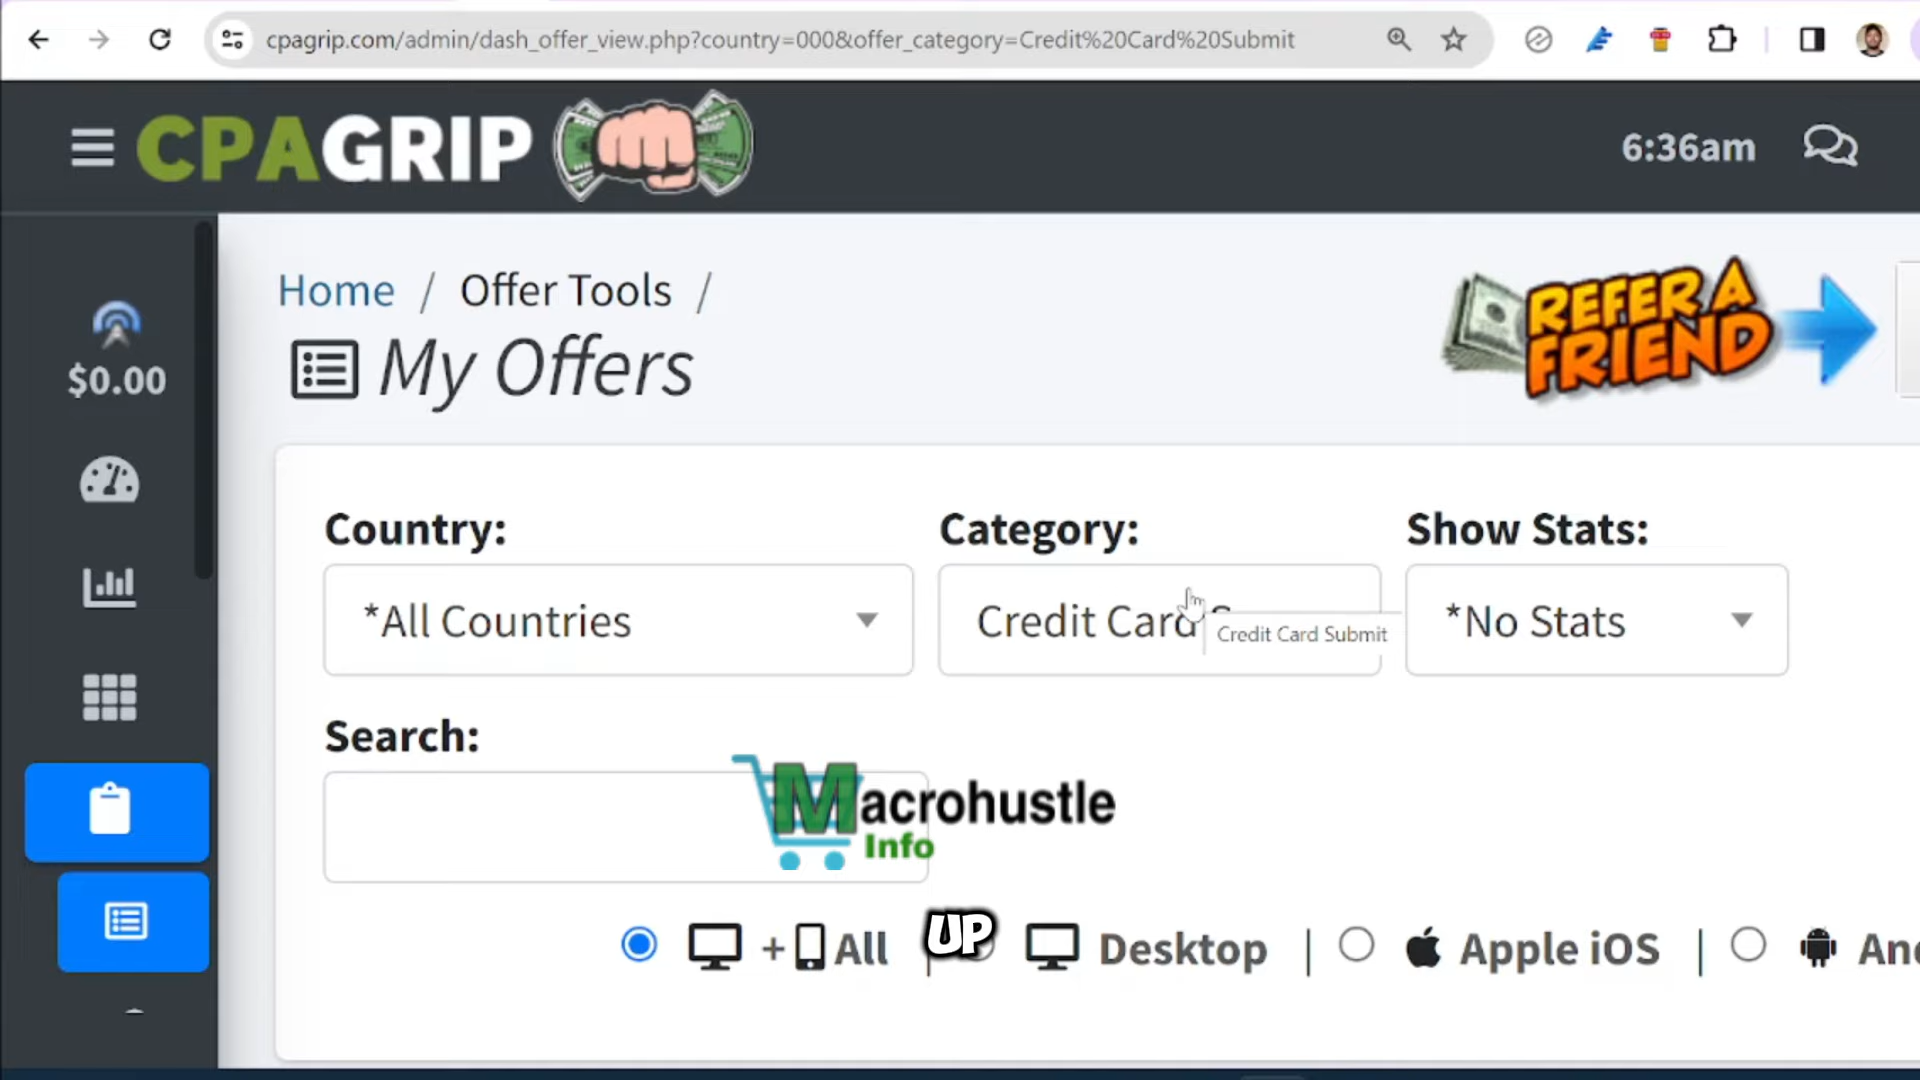 cpagrip.com/admin/dash_offer_view.php?country=000&offer_category=Credit%20Card%20Submit
CPAGRIP
6:36am
Home / Offer Tools /
My Offers
REFER A
FRIEND
$0.00
Country:
Category:
Show Stats:
*All Countries
Credit Card S
*No Stats
Credit Card Submit
Search:
Macrohustle
Info
UP
+ All | Desktop | Apple iOS | And